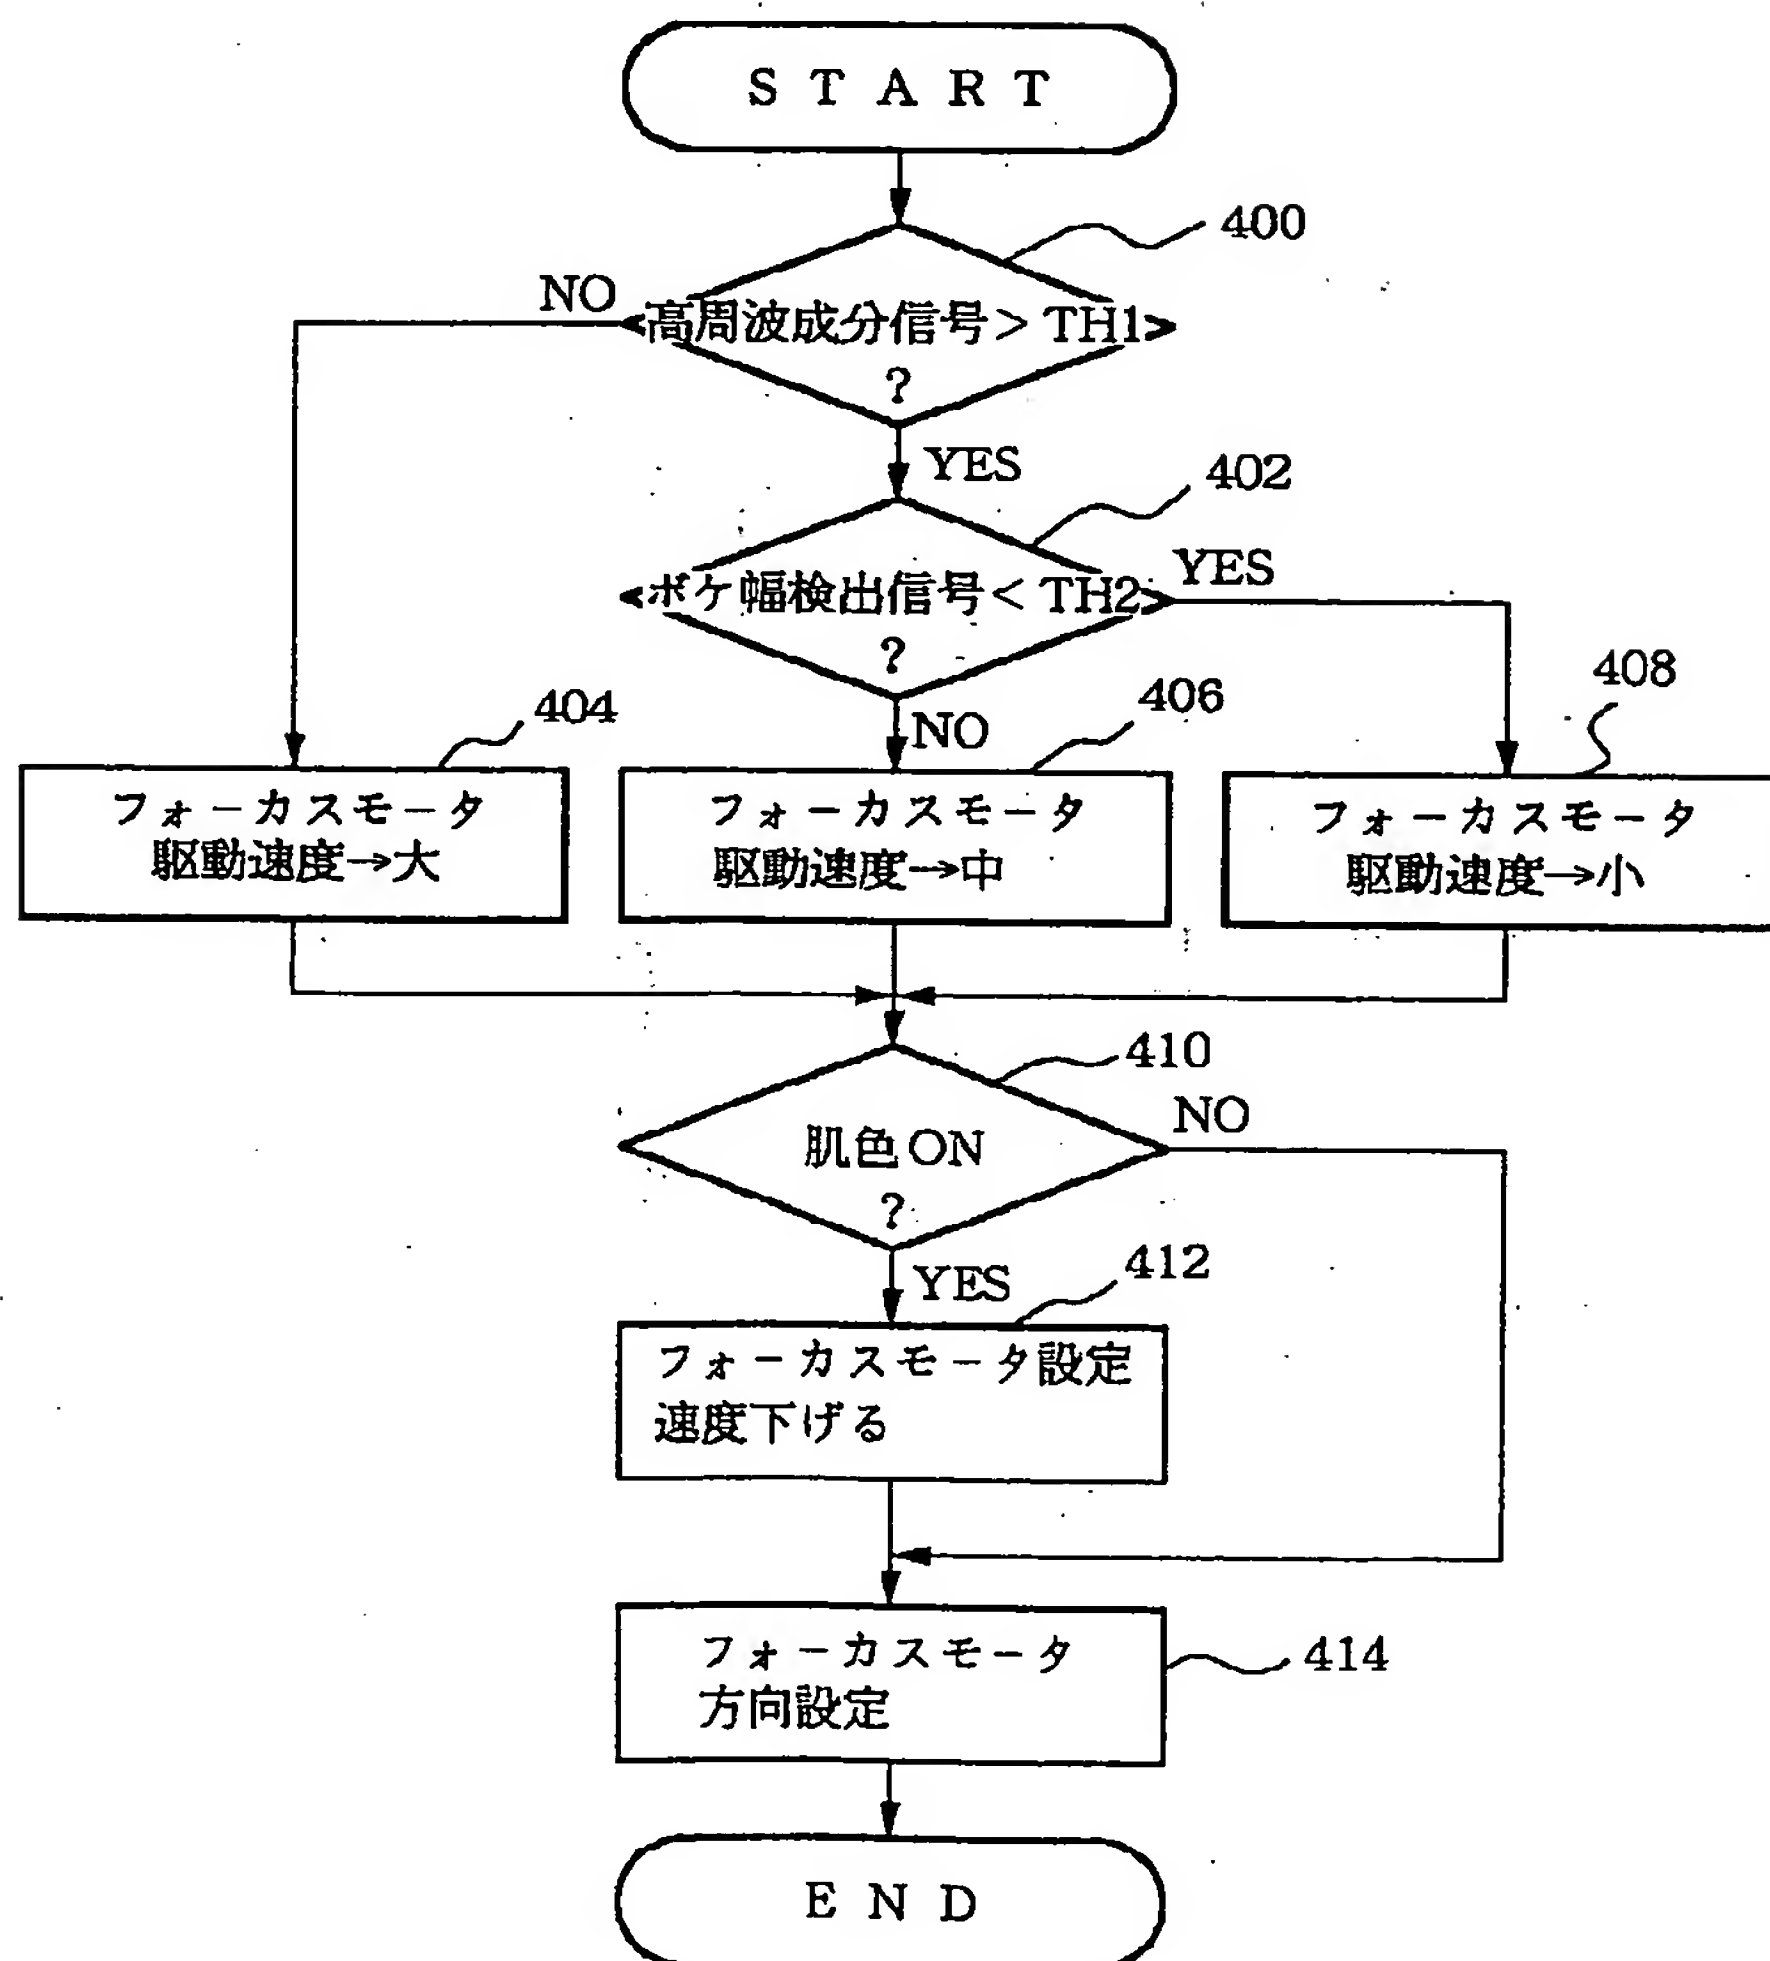 START
400
NO
高周波成分信号＞TH1
?
YES
402
YES
ボケ幅検出信号＜TH2
?
NO
404
406
408
フォーカスモータ
駆動速度→大
フォーカスモータ
駆動速度→中
フォーカスモータ
駆動速度→小
410
NO
肌色ON
?
YES
412
フォーカスモータ設定
速度下げる
フォーカスモータ
方向設定
414
END